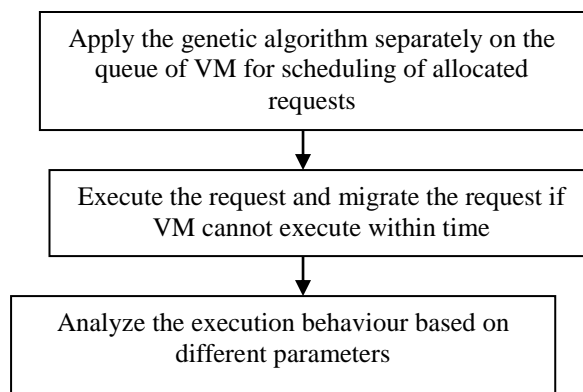 Apply the genetic algorithm separately on the
queue of VM for scheduling of allocated
requests
Execute the request and migrate the request if
VM cannot execute within time
Analyze the execution behaviour based on
different parameters